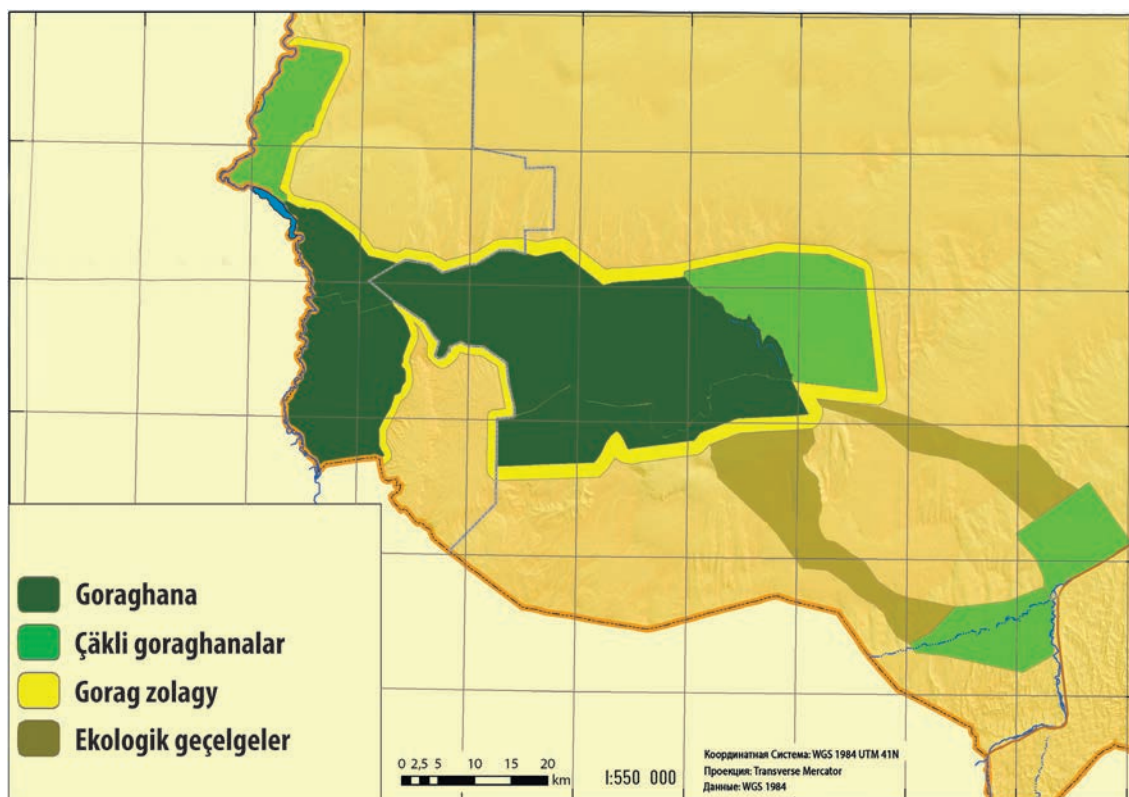 Goraghana
Çäkli goraghanalar
Gorag zolagy
Ekologik geçelgeler
0 2,5 5 10 20
km
1:550 000
Координатная Система: WGS 1984 UTM 41N
Проекция: Transverse Mercator
Данные: WGS 1984